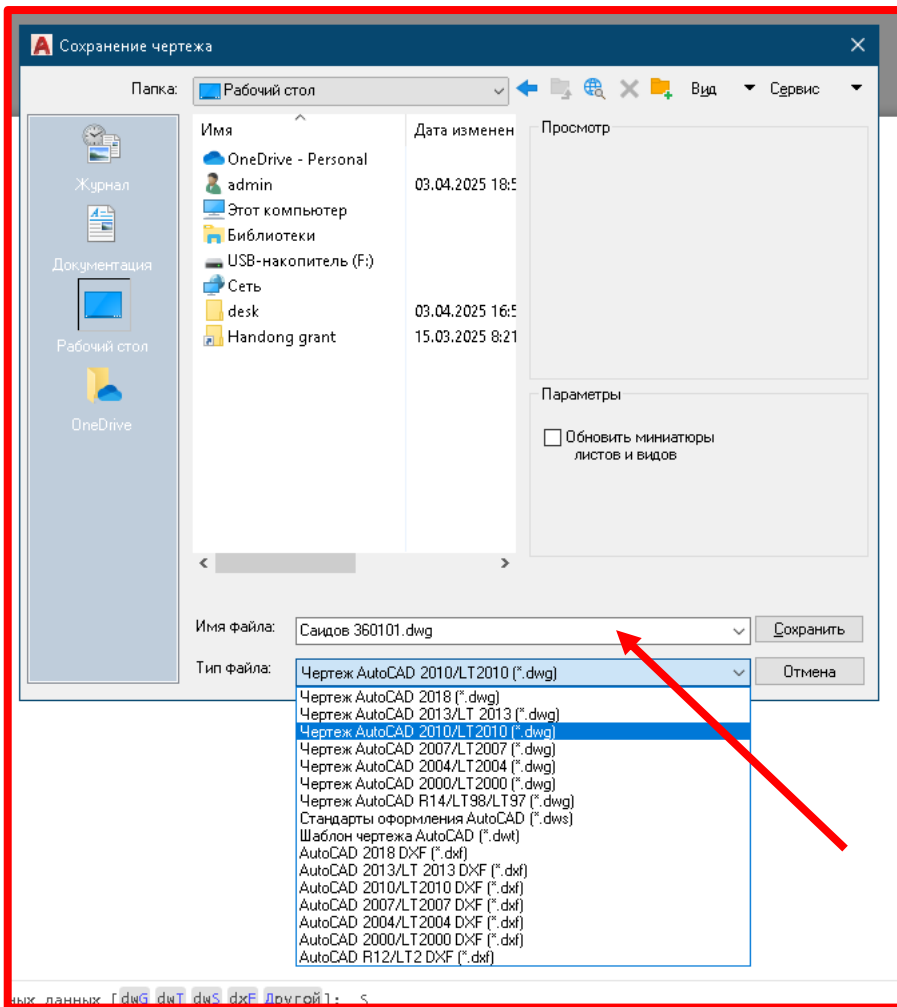 Сохранение чертежа
Папка: Рабочий стол Вид Сервис
Имя Дата изменен Просмотр
OneDrive - Personal
Журнал admin 03.04.2025 18:5
Этот компьютер
Библиотеки
Документация USB-накопитель (F:)
Сеть
desk 03.04.2025 16:5
Рабочий стол Handong grant 15.03.2025 8:21
Параметры
OneDrive Обновить миниатюры
листов и видов
Имя файла: Саидов 360101.dwg Сохранить
Тип файла: Чертеж AutoCAD 2010/LT2010 (*.dwg) Отмена
Чертеж AutoCAD 2018 (*.dwg)
Чертеж AutoCAD 2013/LT 2013 (*.dwg)
Чертеж AutoCAD 2010/LT2010 (*.dwg)
Чертеж AutoCAD 2007/LT2007 (*.dwg)
Чертеж AutoCAD 2004/LT2004 (*.dwg)
Чертеж AutoCAD 2000/LT2000 (*.dwg)
Чертеж AutoCAD R14/LT98/LT97 (*.dwg)
Стандарты оформления AutoCAD (*.dws)
Шаблон чертежа AutoCAD (*.dwt)
AutoCAD 2018 DXF (*.dxf)
AutoCAD 2013/LT 2013 DXF (*.dxf)
AutoCAD 2010/LT2010 DXF (*.dxf)
AutoCAD 2007/LT2007 DXF (*.dxf)
AutoCAD 2004/LT2004 DXF (*.dxf)
AutoCAD 2000/LT2000 DXF (*.dxf)
AutoCAD R12/LT2 DXF (*.dxf)
ных данных [dwG dwT dwS dxF Другой]: S